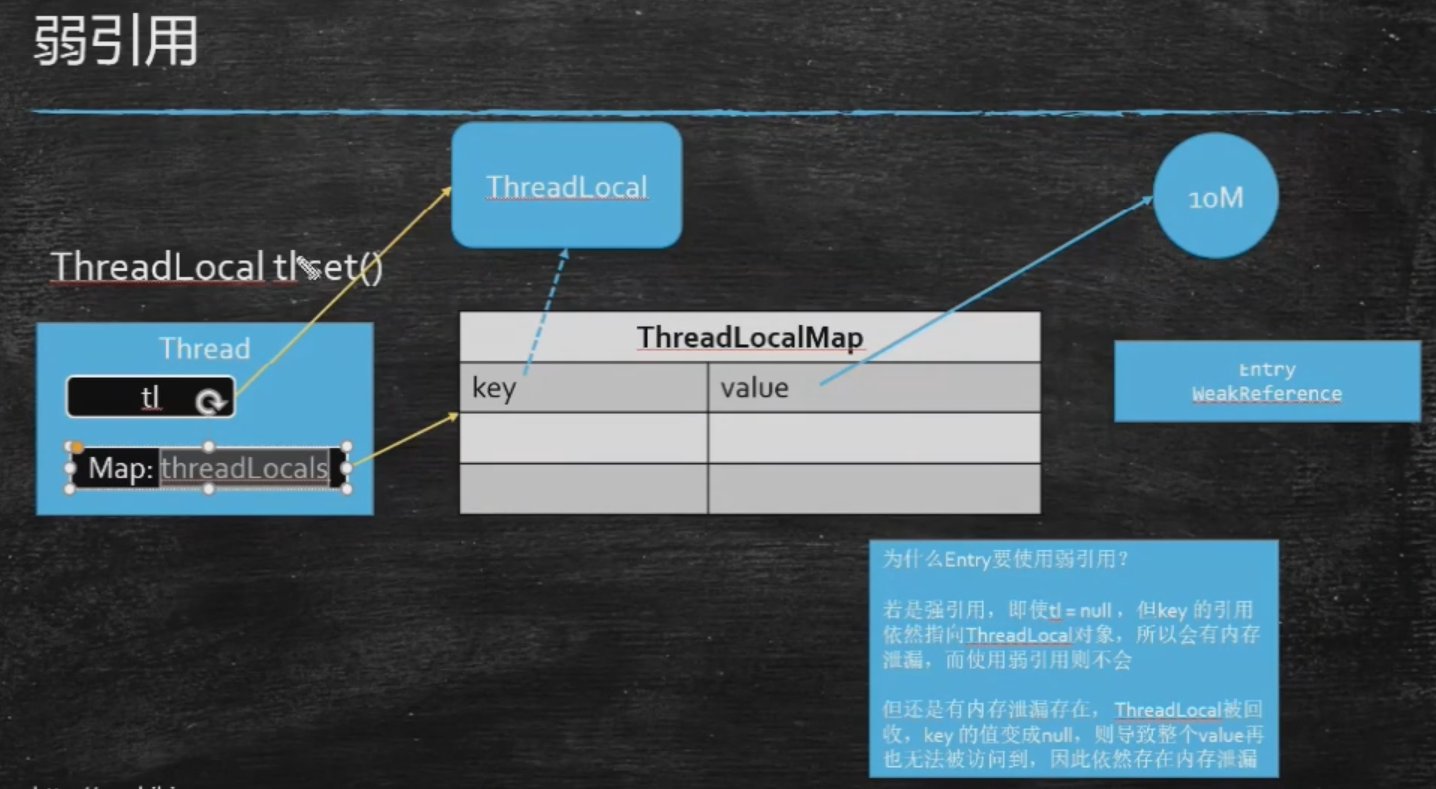 弱引用
ThreadLocal
10M
ThreadLocal tl set()
Thread
tl
Map: threadLocals
ThreadLocalMap
key
value
Entry
WeakReference
为什么Entry要使用弱引用?
若是强引用，即使tl = null，但key 的引用
依然指向ThreadLocal对象，所以会有内存
泄漏，而使用弱引用则不会
但还是有内存泄漏存在，ThreadLocal被回
收，key 的值变成null，则导致整个value再
也无法被访问到，因此依然存在内存泄漏